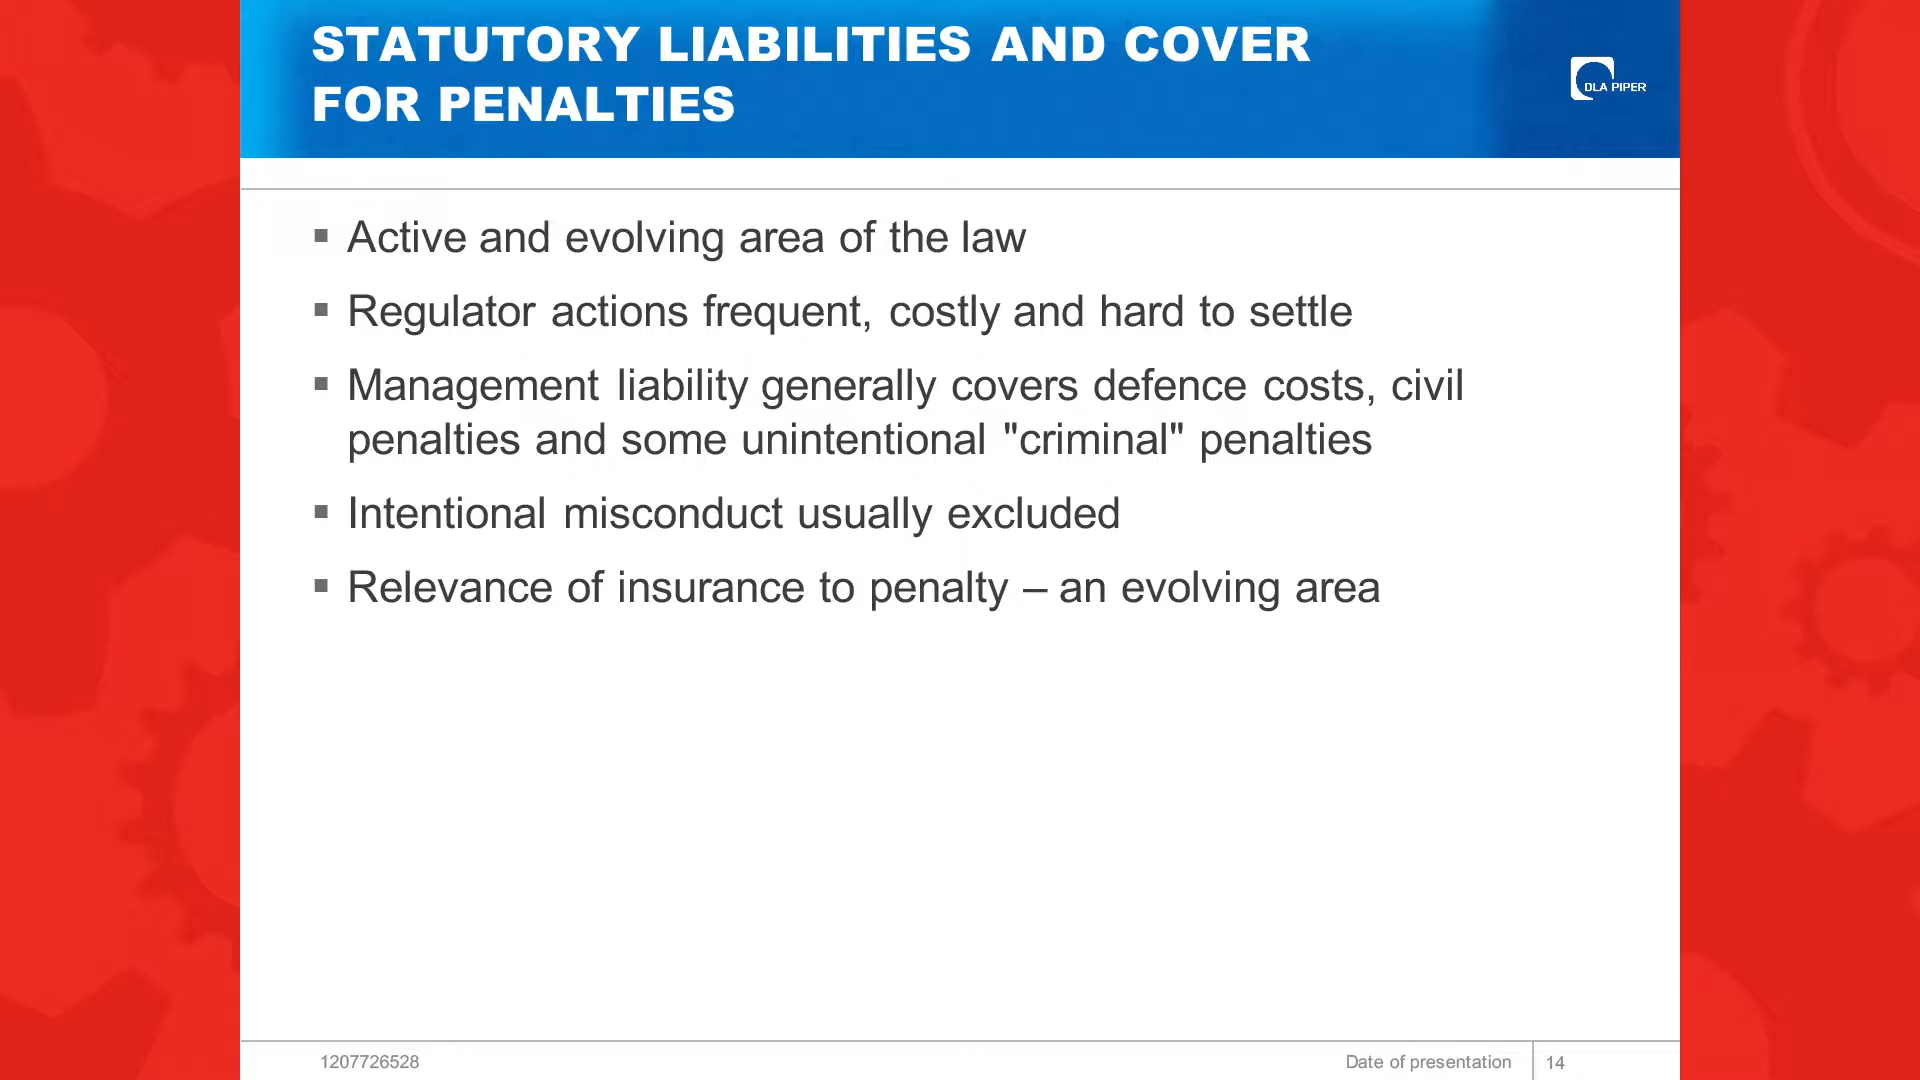 STATUTORY LIABILITIES AND COVER
FOR PENALTIES
DLA PIPER
▪ Active and evolving area of the law
▪ Regulator actions frequent, costly and hard to settle
▪ Management liability generally covers defence costs, civil
penalties and some unintentional "criminal" penalties
▪ Intentional misconduct usually excluded
▪ Relevance of insurance to penalty – an evolving area
1207726528
Date of presentation
14